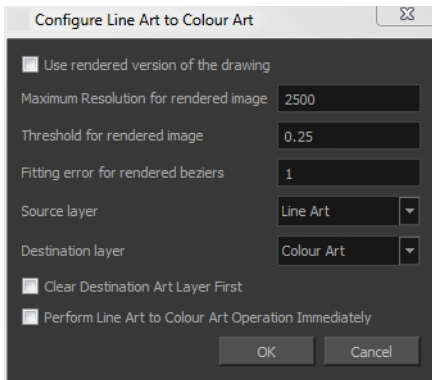 Configure Line Art to Colour Art
Use rendered version of the drawing
Maximum Resolution for rendered image 2500
Threshold for rendered image 0.25
Fitting error for rendered beziers 1
Source layer Line Art
Destination layer Colour Art
Clear Destination Art Layer First
Perform Line Art to Colour Art Operation Immediately
OK Cancel